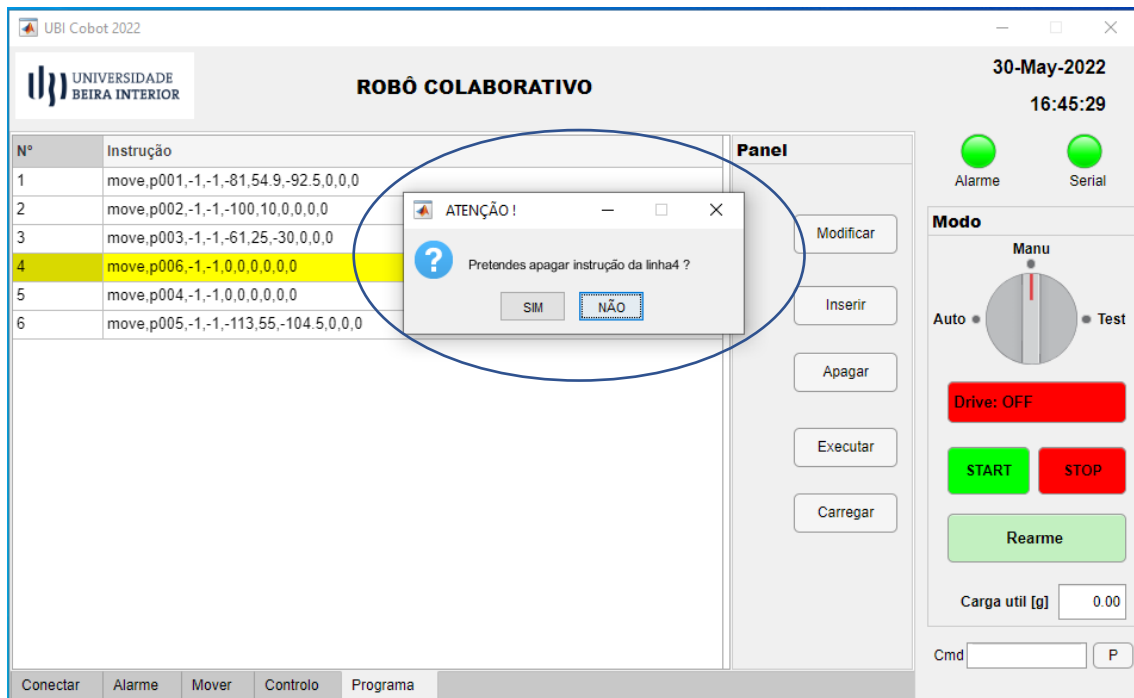 UBI Cobot 2022
UNIVERSIDADE
BEIRA INTERIOR
ROBÔ COLABORATIVO
30-May-2022
16:45:29
Alarme
Serial
N°
Instrução
1
move,p001,-1,-1,-81,54.9,-92.5,0,0,0
2
move,p002,-1,-1,-100,10,0,0,0,0
3
move,p003,-1,-1,-61,25,-30,0,0,0
4
move,p006,-1,-1,0,0,0,0,0,0
5
move,p004,-1,-1,0,0,0,0,0,0
6
move,p005,-1,-1,-113,55,-104.5,0,0,0
ATENÇÃO !
?
Pretendes apagar instrução da linha4 ?
SIM
NÃO
Panel
Modificar
Inserir
Apagar
Executar
Carregar
Modo
Manu
Auto
Test
Drive: OFF
START
STOP
Rearme
Carga util [g]
0.00
Cmd
P
Conectar
Alarme
Mover
Controlo
Programa